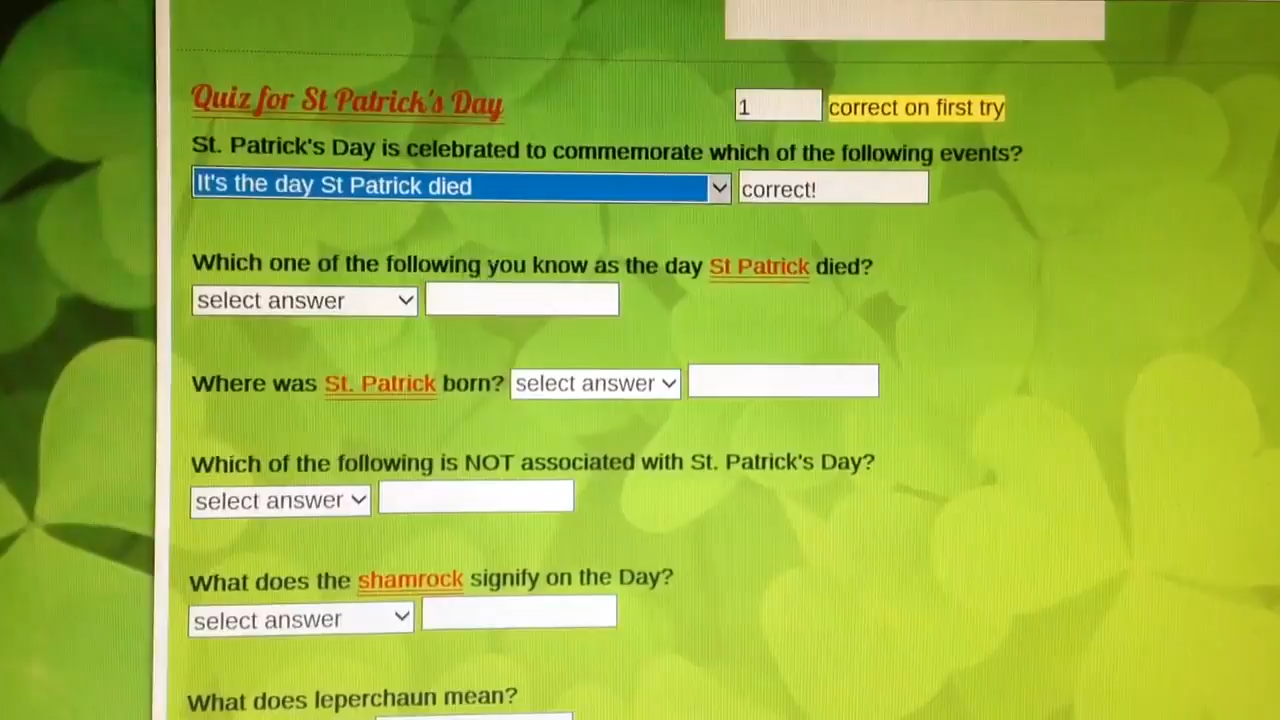 Quiz for St Patrick's Day
1 correct on first try
St. Patrick's Day is celebrated to commemorate which of the following events?
It's the day St Patrick died correct!
Which one of the following you know as the day St Patrick died?
select answer
Where was St. Patrick born? select answer
Which of the following is NOT associated with St. Patrick's Day?
select answer
What does the shamrock signify on the Day?
select answer
What does leperchaun mean?